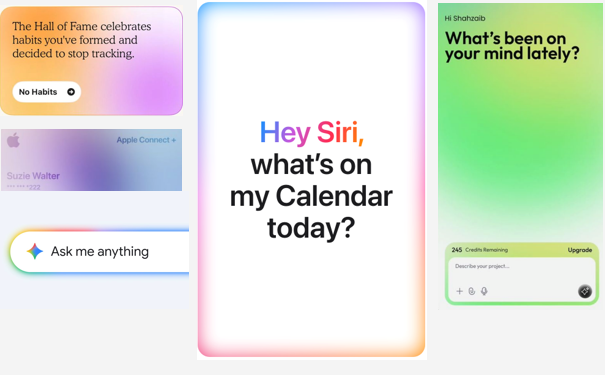 The Hall of Fame celebrates
habits you've formed and
decided to stop tracking.
No Habits
Apple Connect +
Suzie Walter
Ask me anything
Hey Siri,
what's on
my Calendar
today?
Hi Shahzaib
What's been on
your mind lately?
245 Credits Remaining
Upgrade
Describe your project...